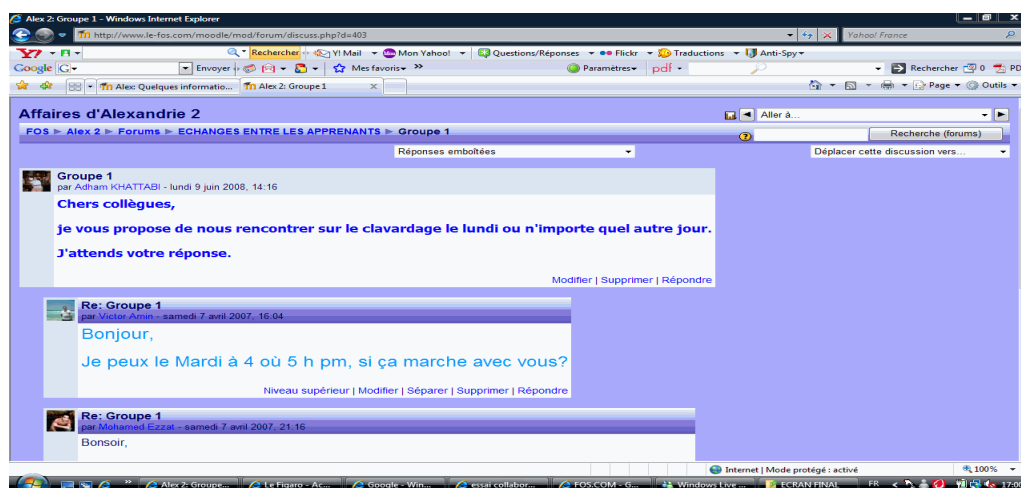 Alex 2: Groupe 1 - Windows Internet Explorer
http://www.le-fos.com/moodle/mod/forum/discuss.php?d=403
Yahoo! France
Rechercher Y! Mail Mon Yahoo! Questions/Réponses Flickr Traductions Anti-Spy
Google G Envoyer Mes favoris » Paramètres pdf Rechercher 0 PD
Alex: Quelques informatio... Alex 2: Groupe 1 x Page Outils
Affaires d'Alexandrie 2 Aller à...
FOS ► Alex 2 ► Forums ► ECHANGES ENTRE LES APPRENANTS ► Groupe 1 Recherche (forums)
Réponses emboîtées Déplacer cette discussion vers...
Groupe 1
par Adham KHATTABI - lundi 9 juin 2008, 14:16
Chers collègues,
je vous propose de nous rencontrer sur le clavardage le lundi ou n'importe quel autre jour.
J'attends votre réponse.
Modifier | Supprimer | Répondre
Re: Groupe 1
par Victor Amin - samedi 7 avril 2007, 16:04
Bonjour,
Je peux le Mardi à 4 où 5 h pm, si ça marche avec vous?
Niveau supérieur | Modifier | Séparer | Supprimer | Répondre
Re: Groupe 1
par Mohamed Ezzat - samedi 7 avril 2007, 21:16
Bonsoir,
Internet | Mode protégé : activé 100%
Alex 2: Groupe... Le Figaro - Ac... Google - Win... essai collabor... FOS.COM - G... Windows Live ... ECRAN FINAL FR 17:00